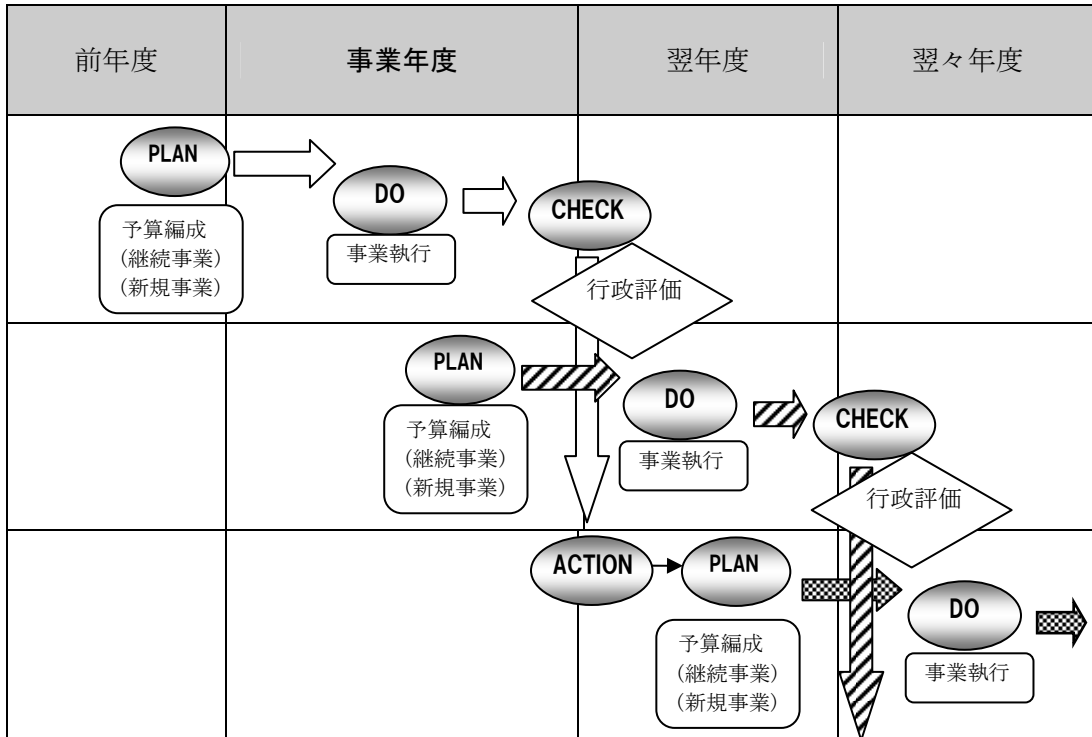 前年度
事業年度
翌年度
翌々年度
PLAN
DO
CHECK
予算編成
(継続事業)
(新規事業)
事業執行
行政評価
PLAN
DO
CHECK
予算編成
(継続事業)
(新規事業)
事業執行
行政評価
ACTION
PLAN
DO
予算編成
(継続事業)
(新規事業)
事業執行